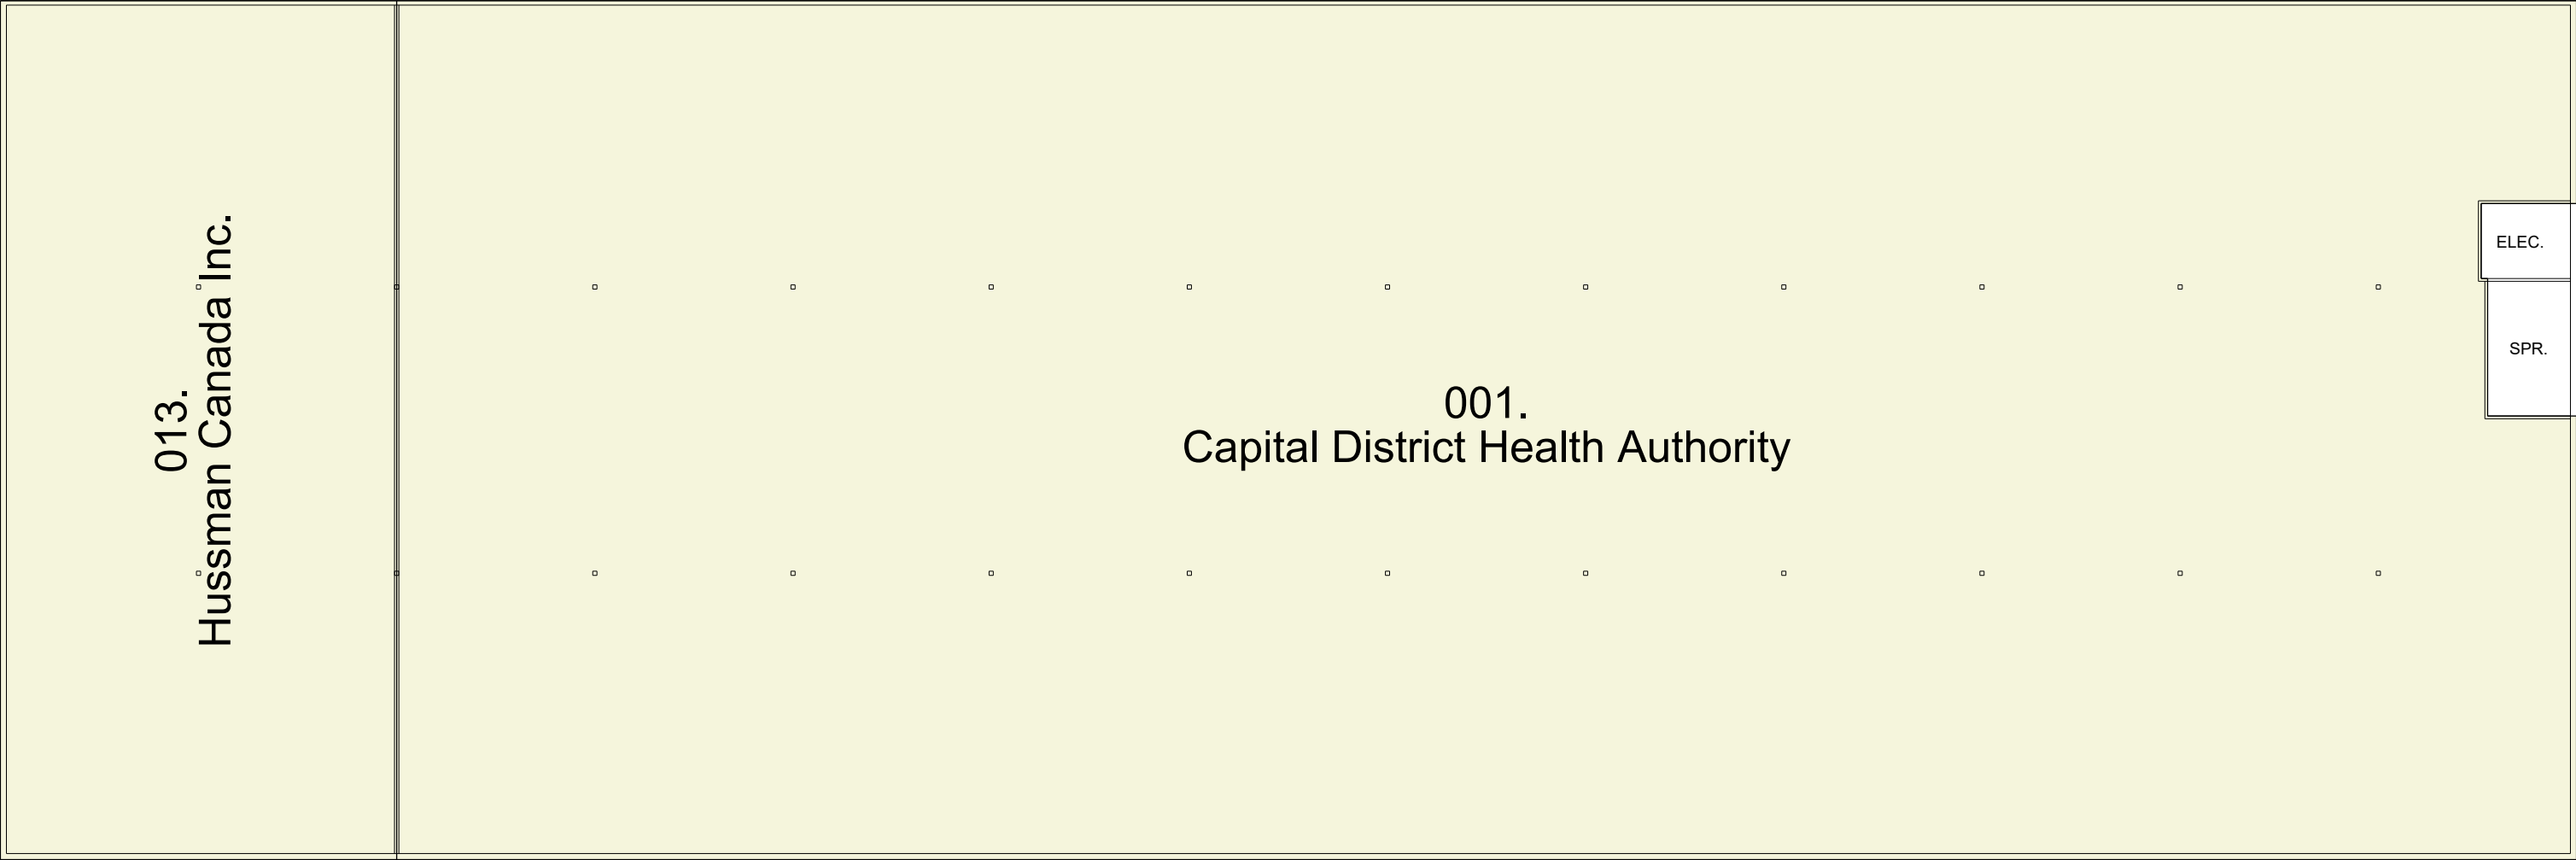 013.
Hussman Canada Inc.
001.
Capital District Health Authority
ELEC.
SPR.